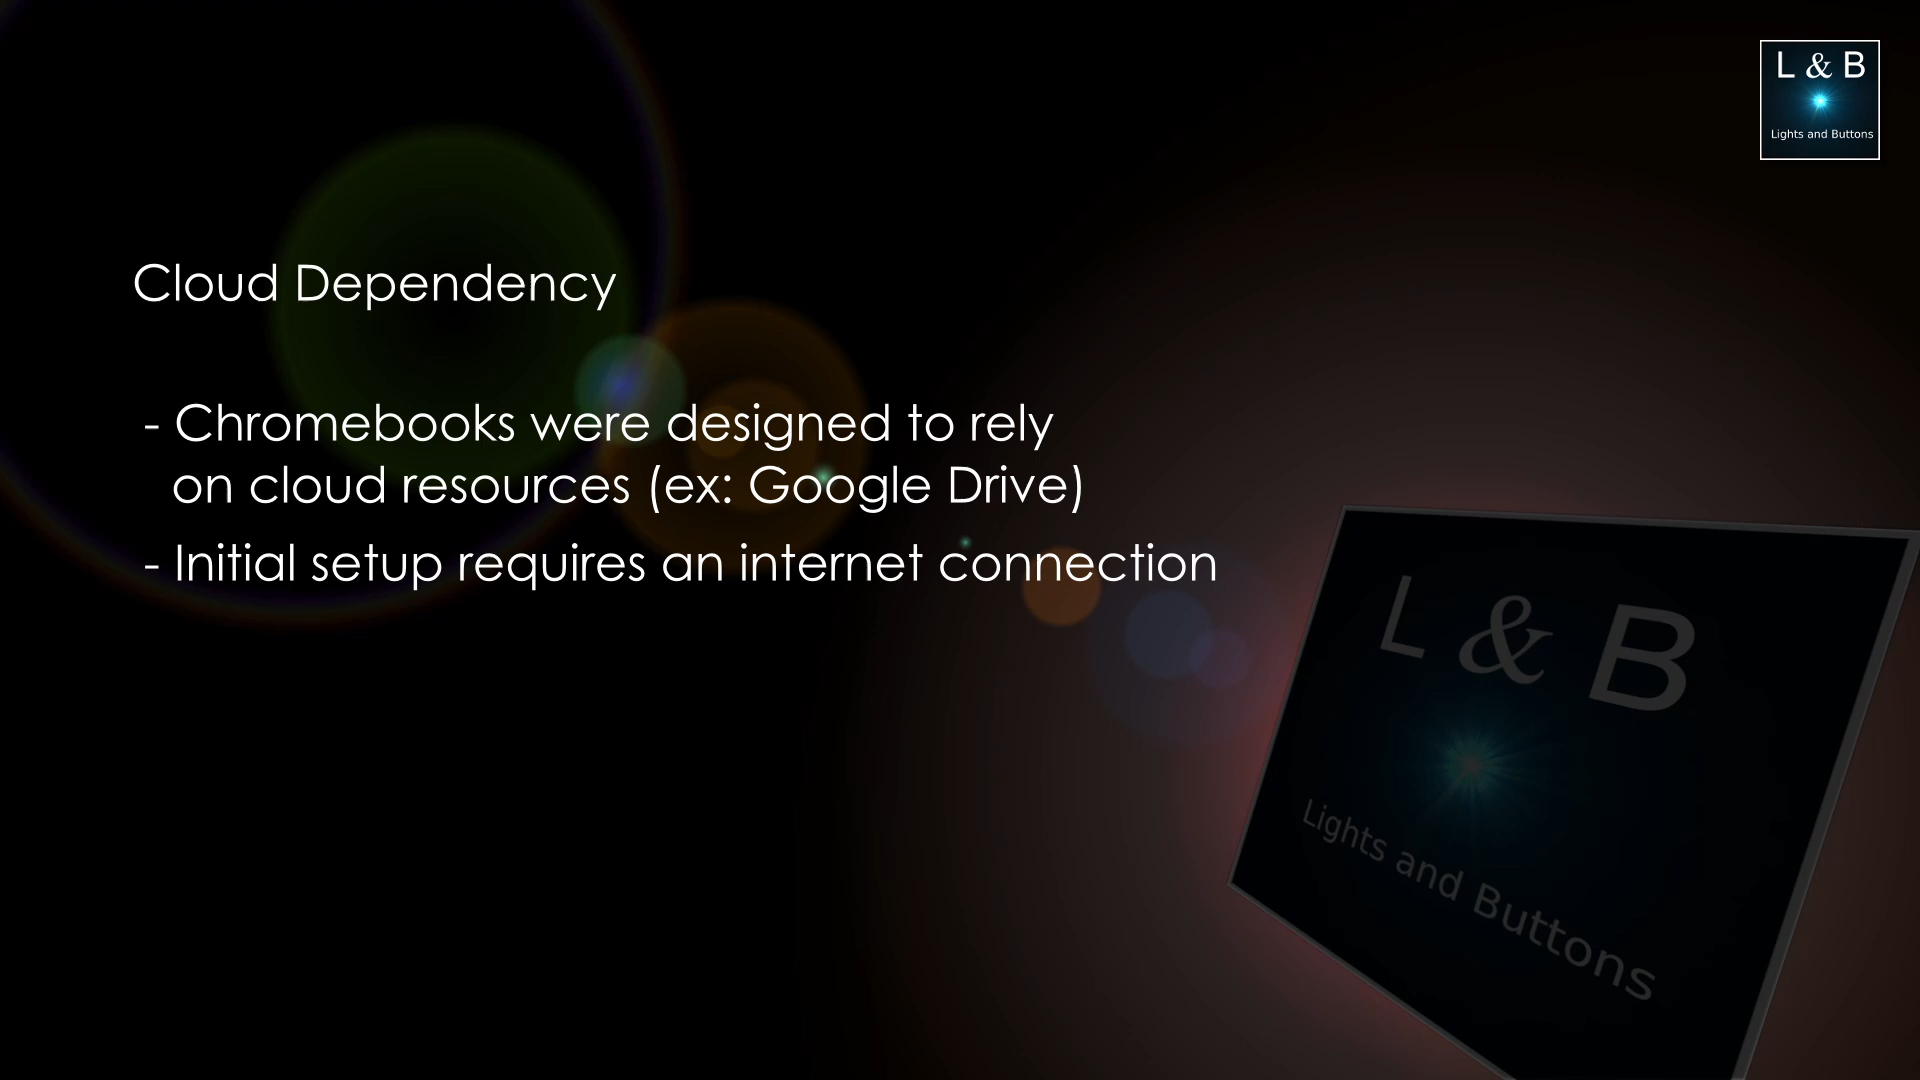 L & B
Lights and Buttons
Cloud Dependency
- Chromebooks were designed to rely
on cloud resources (ex: Google Drive)
- Initial setup requires an internet connection
L & B
Lights and Buttons